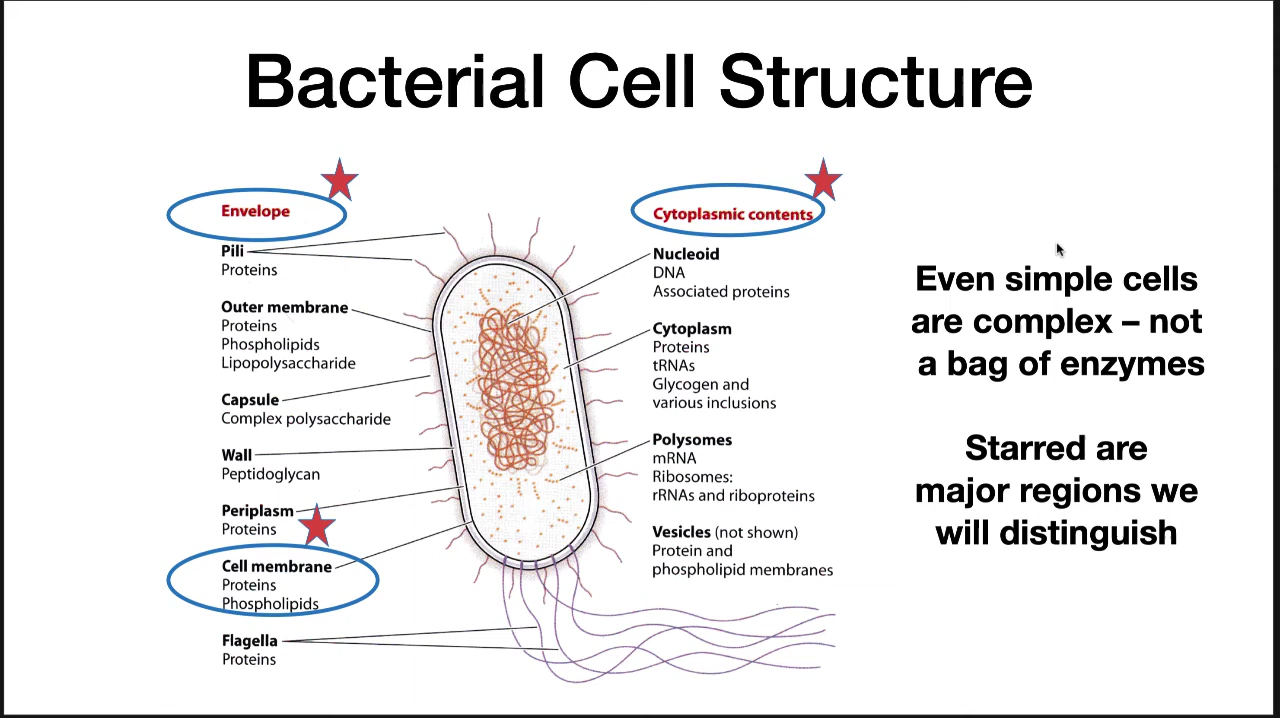 Bacterial Cell Structure
Envelope
Pili
Proteins
Outer membrane
Proteins
Phospholipids
Lipopolysaccharide
Capsule
Complex polysaccharide
Wall
Peptidoglycan
Periplasm
Proteins
Cell membrane
Proteins
Phospholipids
Flagella
Proteins
Cytoplasmic contents
Nucleoid
DNA
Associated proteins
Cytoplasm
Proteins
tRNAs
Glycogen and
various inclusions
Polysomes
mRNA
Ribosomes:
rRNAs and riboproteins
Vesicles (not shown)
Protein and
phospholipid membranes
Even simple cells
are complex – not
a bag of enzymes
Starred are
major regions we
will distinguish